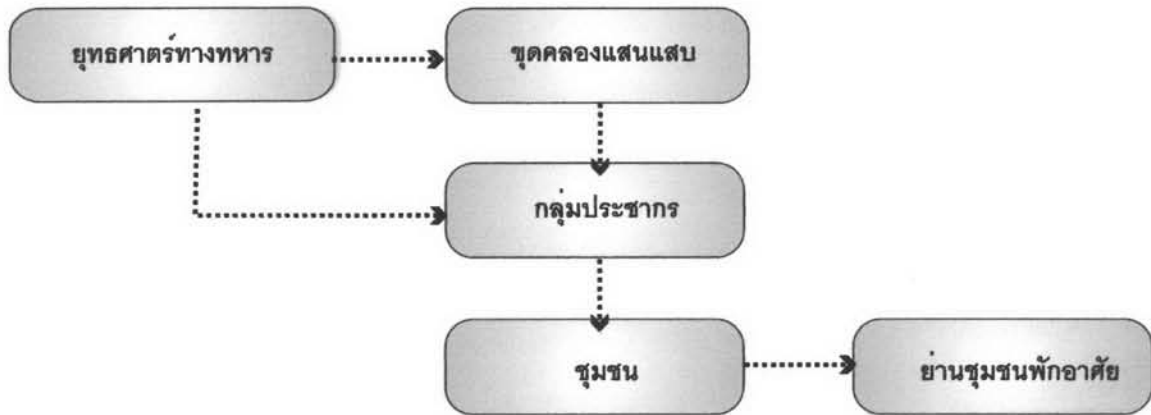 ยุทธศาตร์ทางทหาร
ขุดคลองแสนแสบ
กลุ่มประชากร
ชุมชน
ย่านชุมชนพักอาศัย